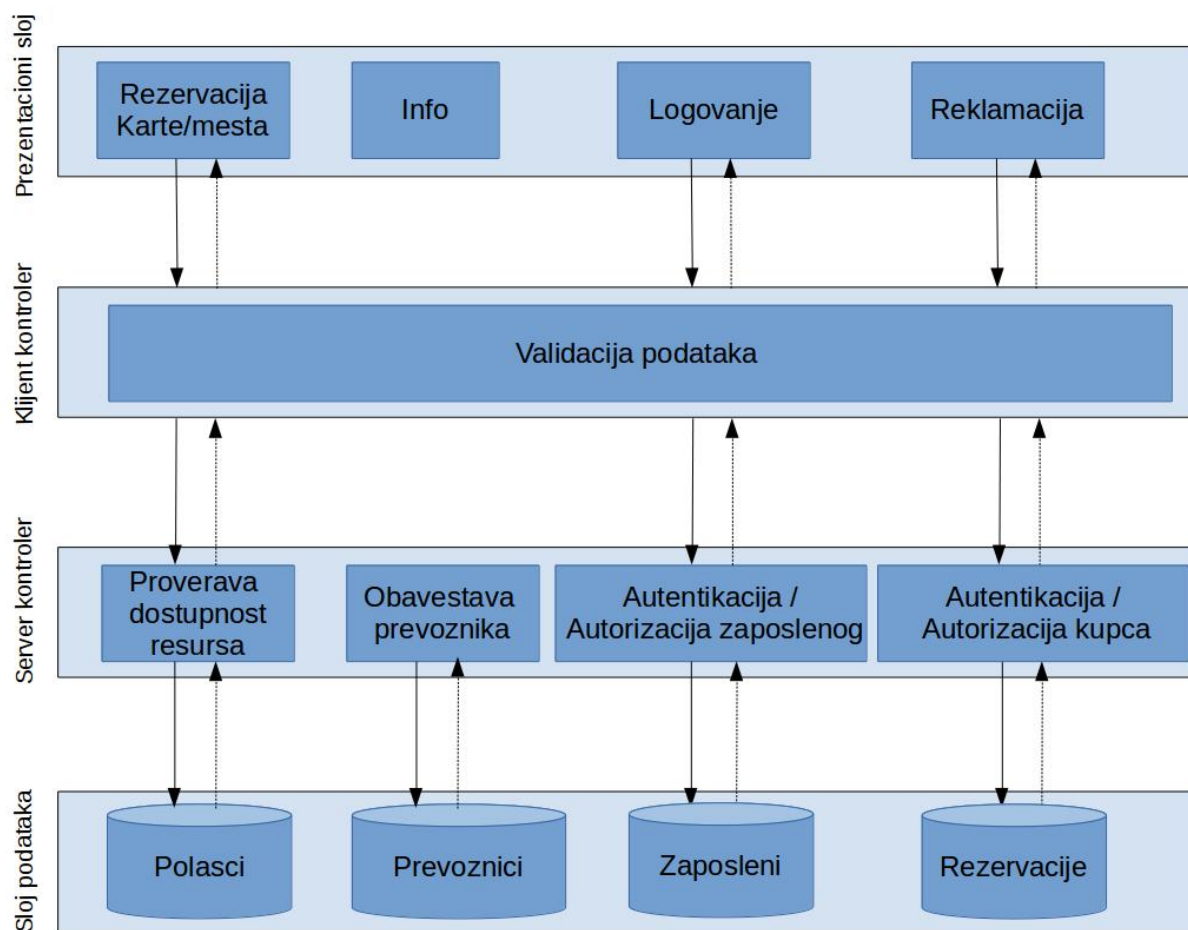 Prezentacioni sloj
Rezervacija
Karte/mesta
Info
Logovanje
Reklamacija
Klijent kontroler
Validacija podataka
Server kontroler
Proverava
dostupnost
resursa
Obavestava
prevoznika
Autentikacija /
Autorizacija zaposlenog
Autentikacija /
Autorizacija kupca
Sloj podataka
Polasci
Prevoznici
Zaposleni
Rezervacije